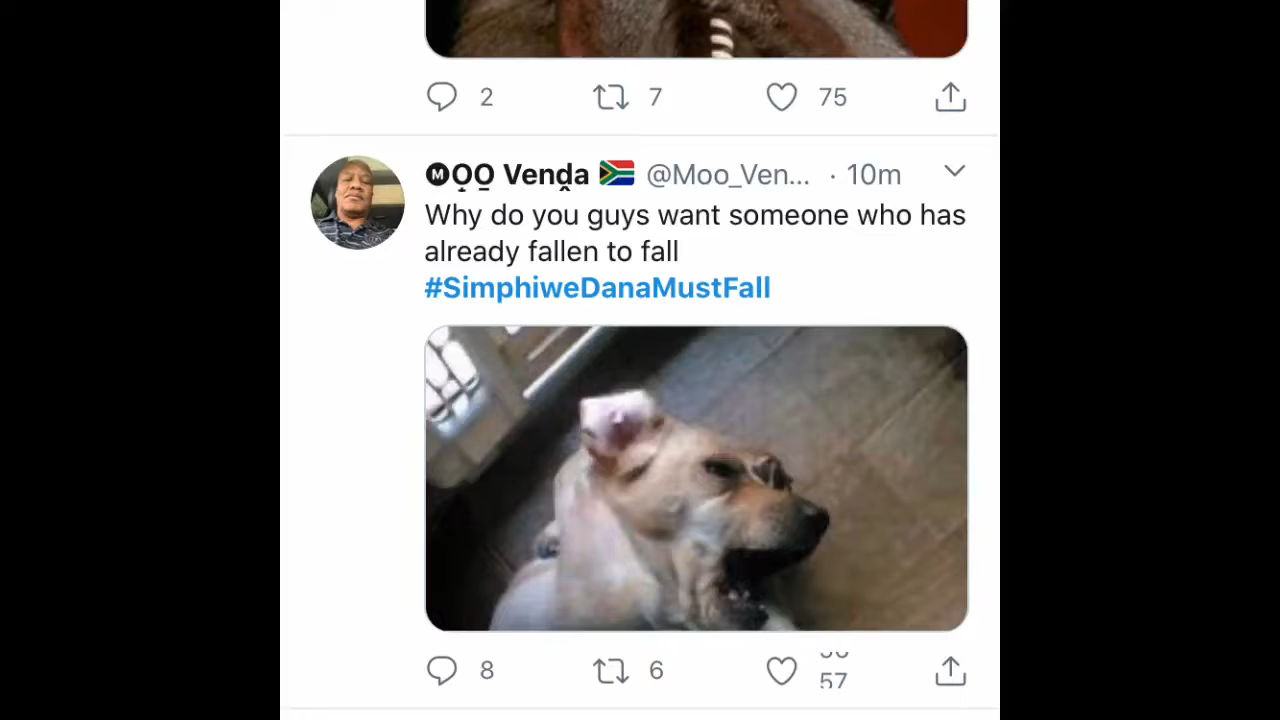 2 7 75
🅜O̟O̠ Venḓa 🇿🇦 @Moo_Ven... · 10m
Why do you guys want someone who has
already fallen to fall
#SimphiweDanaMustFall
8 6 57